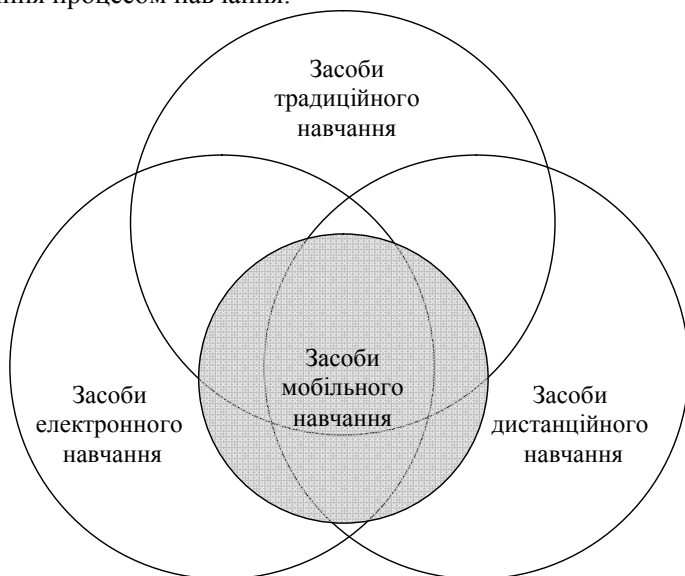 процесом навчання.
Засоби
традиційного
навчання
Засоби
мобільного
навчання
Засоби
електронного
навчання
Засоби
дистанційного
навчання